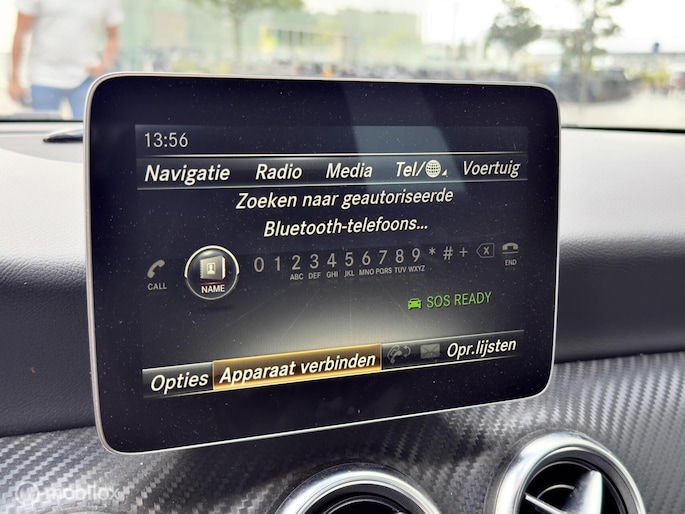 13:56
Navigatie Radio Media Tel/ Voertuig
Zoeken naar geautoriseerde
Bluetooth-telefoons...
0 1 2 3 4 5 6 7 8 9 * # +
ABC DEF GHI JKL MNO PQRS TUV WXYZ
CALL NAME END
SOS READY
Opties Apparaat verbinden Opr.lijsten
mobilox